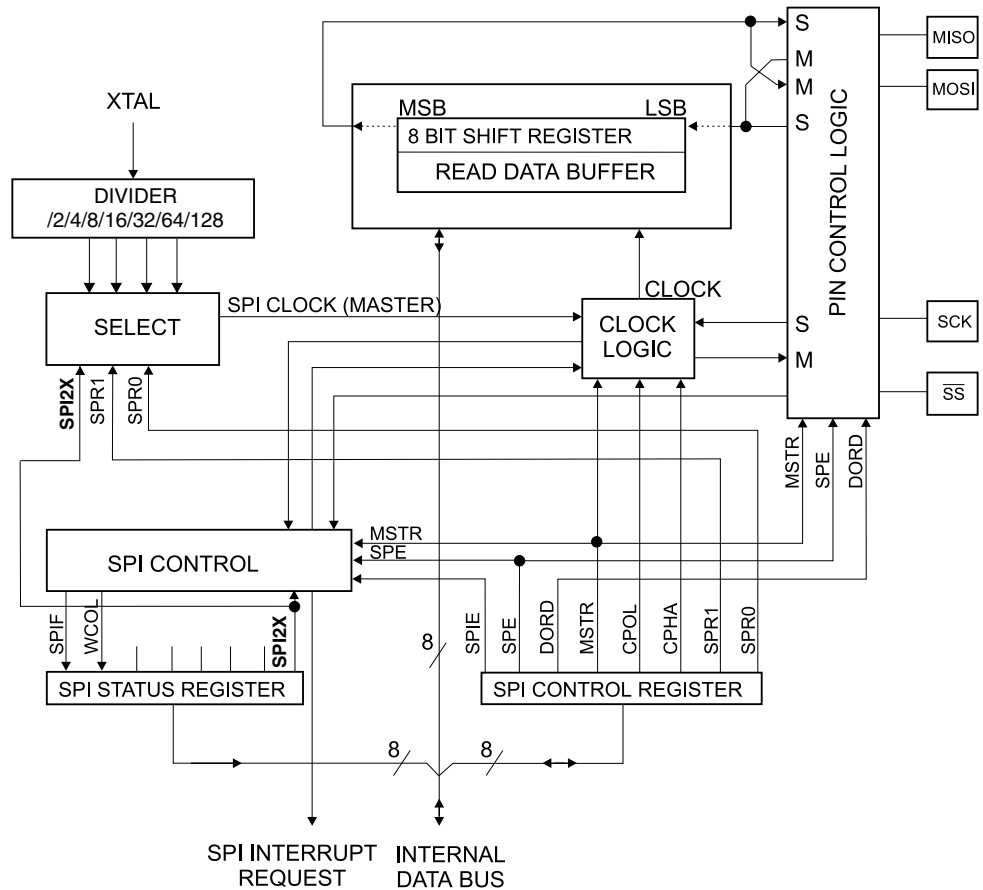 S
MISO
M
MOSI
M
S
XTAL
MSB
LSB
8 BIT SHIFT REGISTER
READ DATA BUFFER
DIVIDER
/2/4/8/16/32/64/128
PIN CONTROL LOGIC
SPI CLOCK (MASTER)
CLOCK
SELECT
CLOCK
LOGIC
S
M
SCK
SS
SPI2X
SPR1
SPR0
MSTR
SPE
DORD
MSTR
SPE
SPI CONTROL
SPIF
WCOL
SPI2X
8
SPIE
SPE
DORD
MSTR
CPOL
CPHA
SPR1
SPR0
SPI STATUS REGISTER
SPI CONTROL REGISTER
8
8
SPI INTERRUPT
REQUEST
INTERNAL
DATA BUS